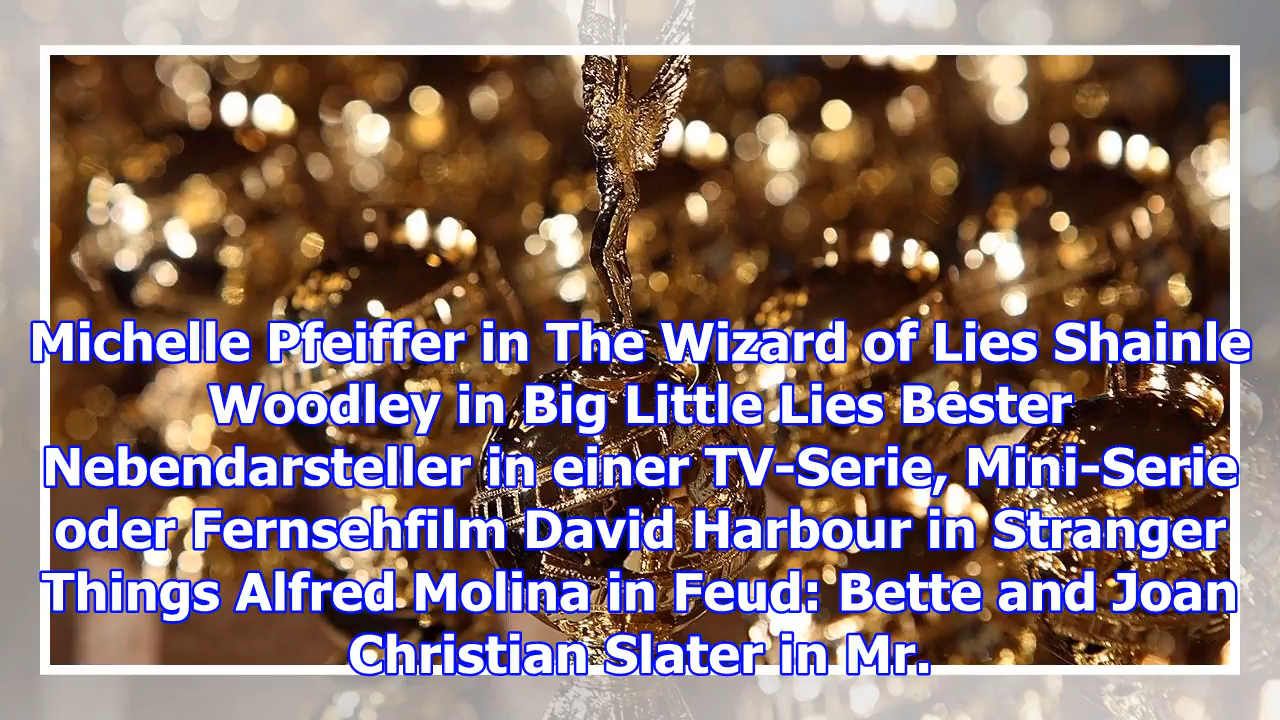 Michelle Pfeiffer in The Wizard of Lies Shainle
Woodley in Big Little Lies Bester
Nebendarsteller in einer TV-Serie, Mini-Serie
oder Fernsehfilm David Harbour in Stranger
Things Alfred Molina in Feud: Bette and Joan
Christian Slater in Mr.